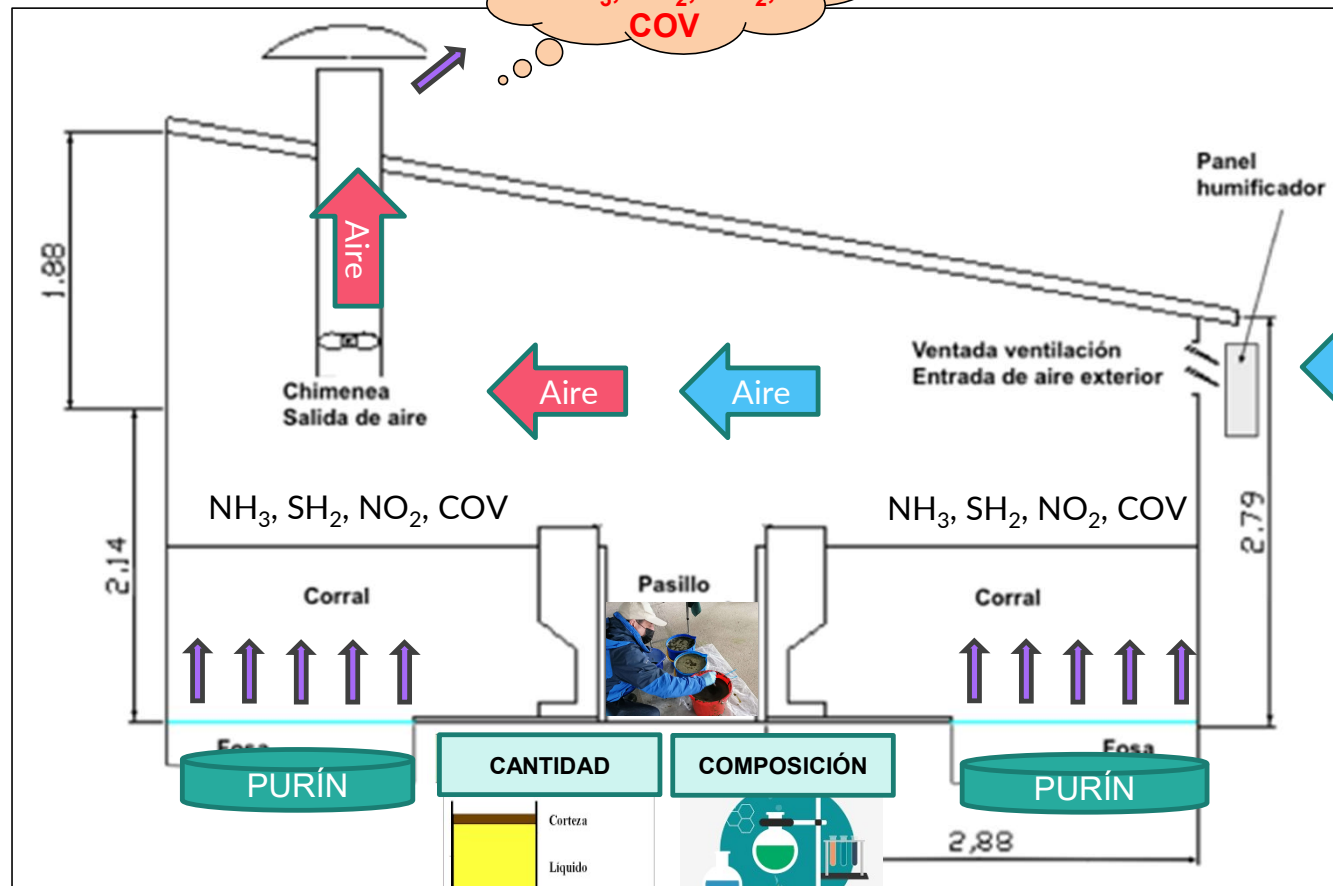 COV
Panel
humificador
Aire
1.88
Ventada ventilación
Entrada de aire exterior
Chimenea
Salida de aire
Aire
Aire
NH₃, SH₂, NO₂, COV
NH₃, SH₂, NO₂, COV
2.79
2.14
Corral
Pasillo
Corral
Fosa
Fosa
PURÍN
CANTIDAD
COMPOSICIÓN
PURÍN
Corteza
Líquido
2,88